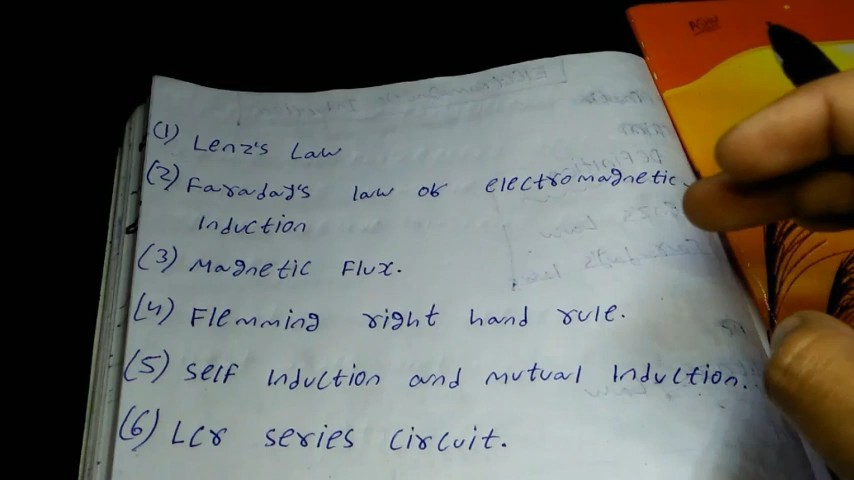 (1) Lenz's Law
(2) Faraday's law of electromagnetic
Induction
(3) Magnetic Flux.
(4) Flemming right hand rule.
(5) Self Induction and mutual Induction.
(6) LCr series circuit.